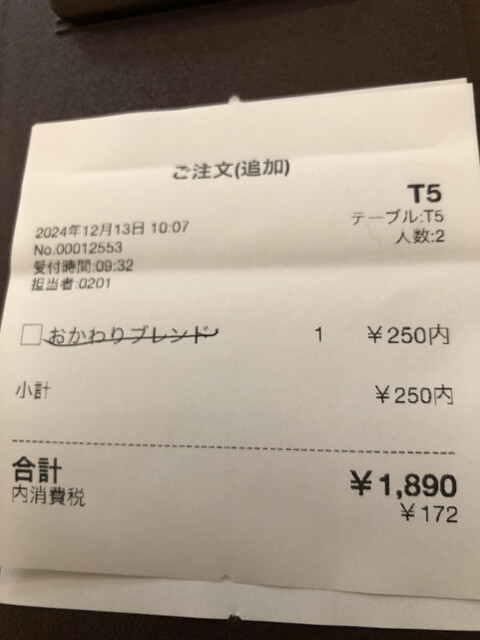 ご注文(追加)
T5
2024年12月13日 10:07
テーブル:T5
No.00012553
人数:2
受付時間:09:32
担当者:0201
おかわりブレンド 1 ¥250内
小計 ¥250内
合計 ¥1,890
内消費税 ¥172